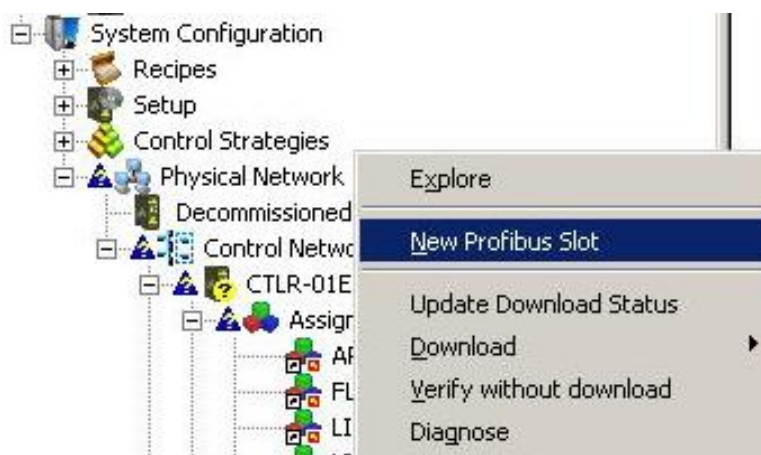 System Configuration
Recipes
Setup
Control Strategies
Physical Network
Decommissioned
Control Netwo
CTLR-01E
Assign
AF
FL
LI
Explore
New Profibus Slot
Update Download Status
Download
Verify without download
Diagnose